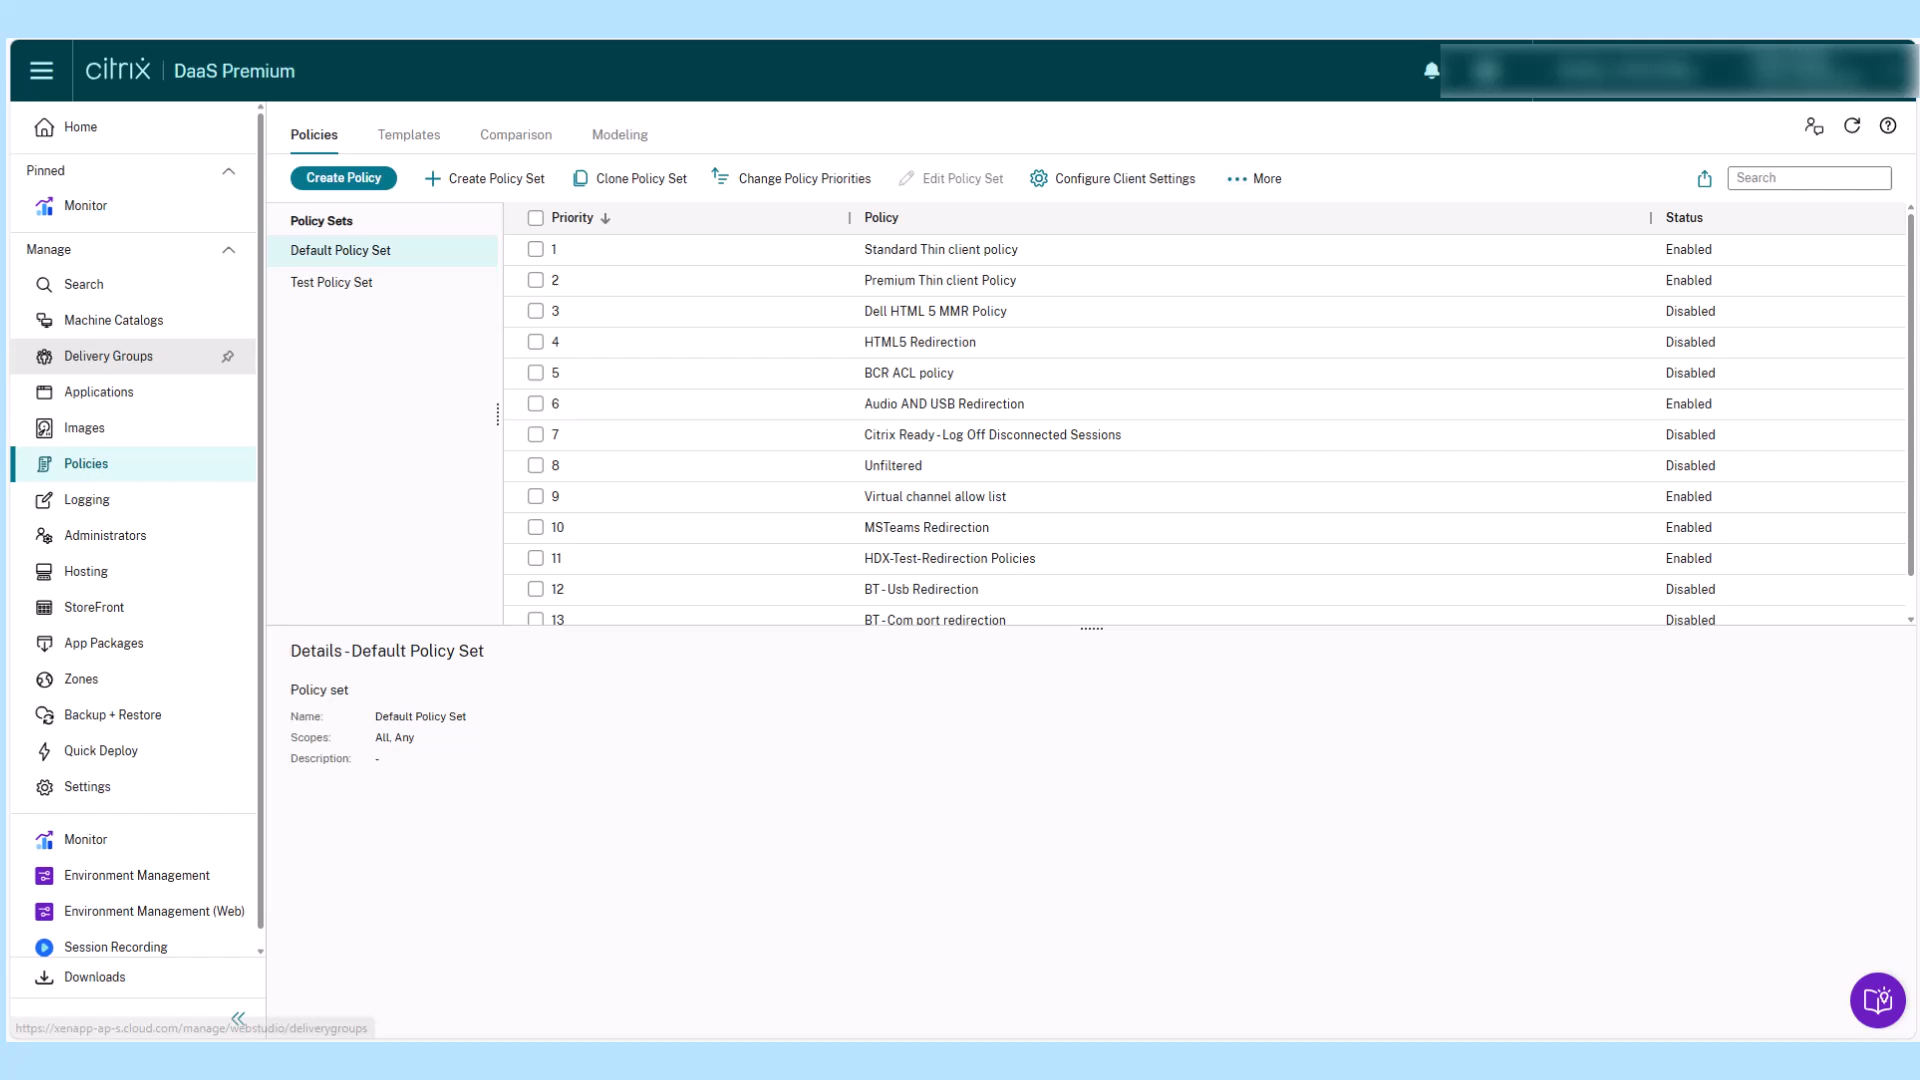 citrix DaaS Premium
Home
Pinned
Monitor
Manage
Search
Machine Catalogs
Delivery Groups
Applications
Images
Policies
Logging
Administrators
Hosting
StoreFront
App Packages
Zones
Backup + Restore
Quick Deploy
Settings
Monitor
Environment Management
Environment Management (Web)
Session Recording
Downloads
https://xenapp-ap-s.cloud.com/manage/webstudio/deliverygroups
Policies Templates Comparison Modeling
Create Policy Create Policy Set Clone Policy Set Change Policy Priorities Edit Policy Set Configure Client Settings More Search
Policy Sets
Default Policy Set
Test Policy Set
Priority Policy Status
1 Standard Thin client policy Enabled
2 Premium Thin client Policy Enabled
3 Dell HTML 5 MMR Policy Disabled
4 HTML5 Redirection Disabled
5 BCR ACL policy Disabled
6 Audio AND USB Redirection Enabled
7 Citrix Ready - Log Off Disconnected Sessions Disabled
8 Unfiltered Disabled
9 Virtual channel allow list Enabled
10 MSTeams Redirection Enabled
11 HDX-Test-Redirection Policies Enabled
12 BT - Usb Redirection Disabled
13 BT - Com port redirection Disabled
Details - Default Policy Set
Policy set
Name: Default Policy Set
Scopes: All, Any
Description: -